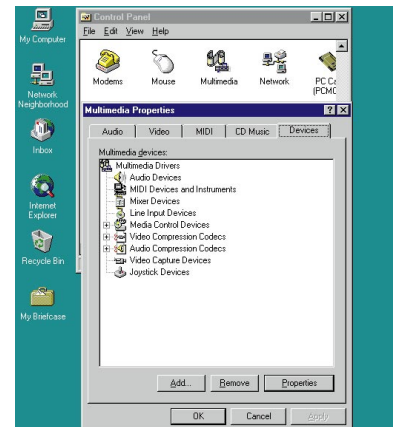 My Computer
Network
Neighborhood
Inbox
Internet
Explorer
Recycle Bin
My Briefcase
Control Panel
File Edit View Help
Modems Mouse Multimedia Network PC Ca
(PCMC
Multimedia Properties
Audio Video MIDI CD Music Devices
Multimedia devices:
Multimedia Drivers
Audio Devices
MIDI Devices and Instruments
Mixer Devices
Line Input Devices
Media Control Devices
Video Compression Codecs
Audio Compression Codecs
Video Capture Devices
Joystick Devices
Add... Remove Properties
OK Cancel Apply